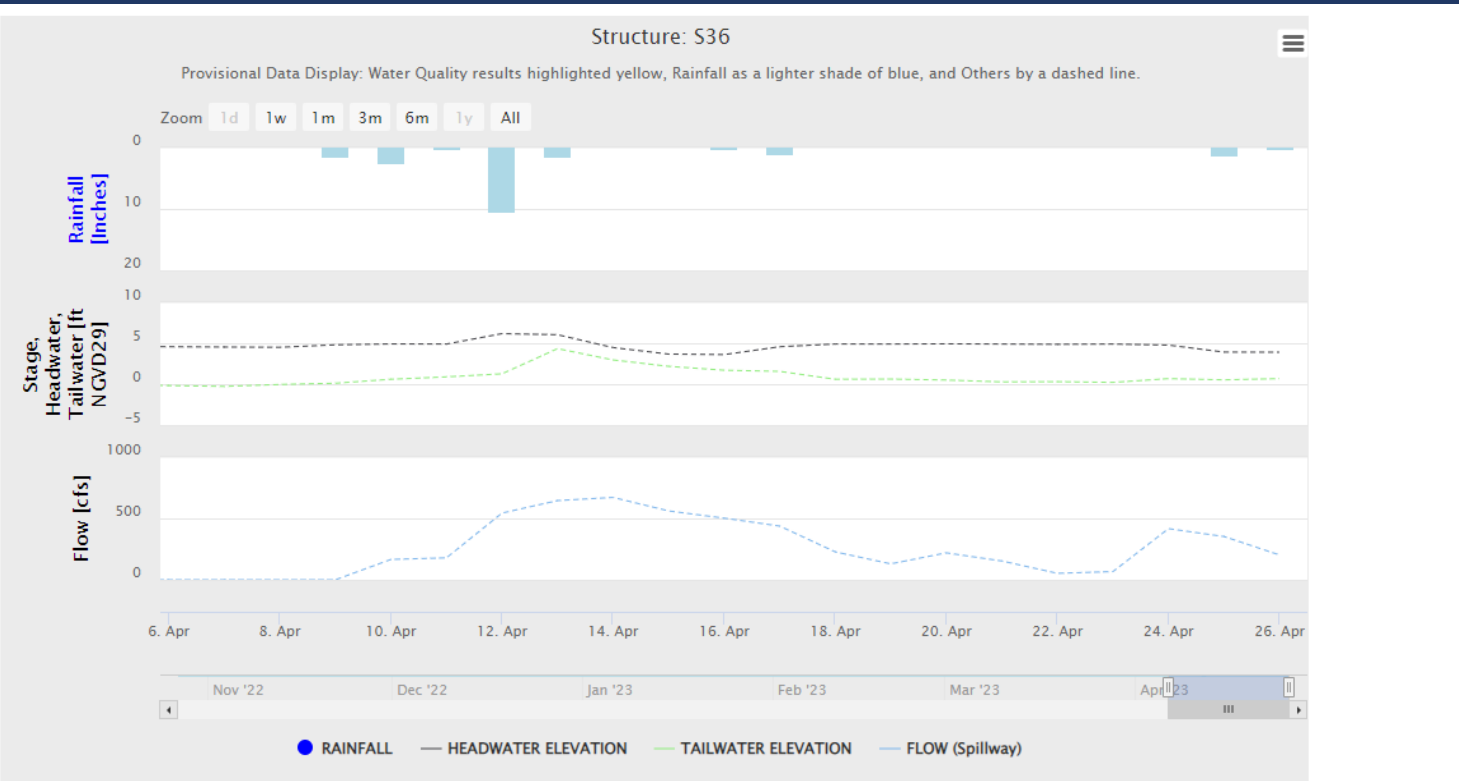 Structure: S36
Provisional Data Display: Water Quality results highlighted yellow, Rainfall as a lighter shade of blue, and Others by a dashed line.
Zoom 1d 1w 1m 3m 6m 1y All
Rainfall
[Inches]
0
10
20
Stage,
Headwater,
Tailwater [ft
NGVD29]
10
5
0
-5
Flow [cfs]
1000
500
0
6. Apr 8. Apr 10. Apr 12. Apr 14. Apr 16. Apr 18. Apr 20. Apr 22. Apr 24. Apr 26. Apr
Nov '22 Dec '22 Jan '23 Feb '23 Mar '23 Apr '23
RAINFALL HEADWATER ELEVATION TAILWATER ELEVATION FLOW (Spillway)